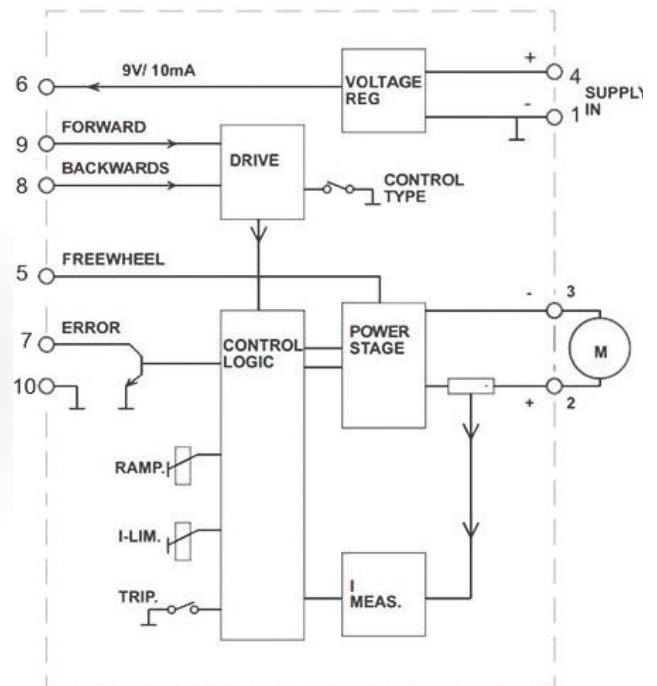 6
9V/ 10mA
VOLTAGE
REG
+
4
SUPPLY
IN
-
1
9
FORWARD
8
BACKWARDS
DRIVE
CONTROL
TYPE
5
FREEWHEEL
7
ERROR
10
CONTROL
LOGIC
POWER
STAGE
-
3
M
+
2
RAMP.
I-LIM.
TRIP.
I
MEAS.